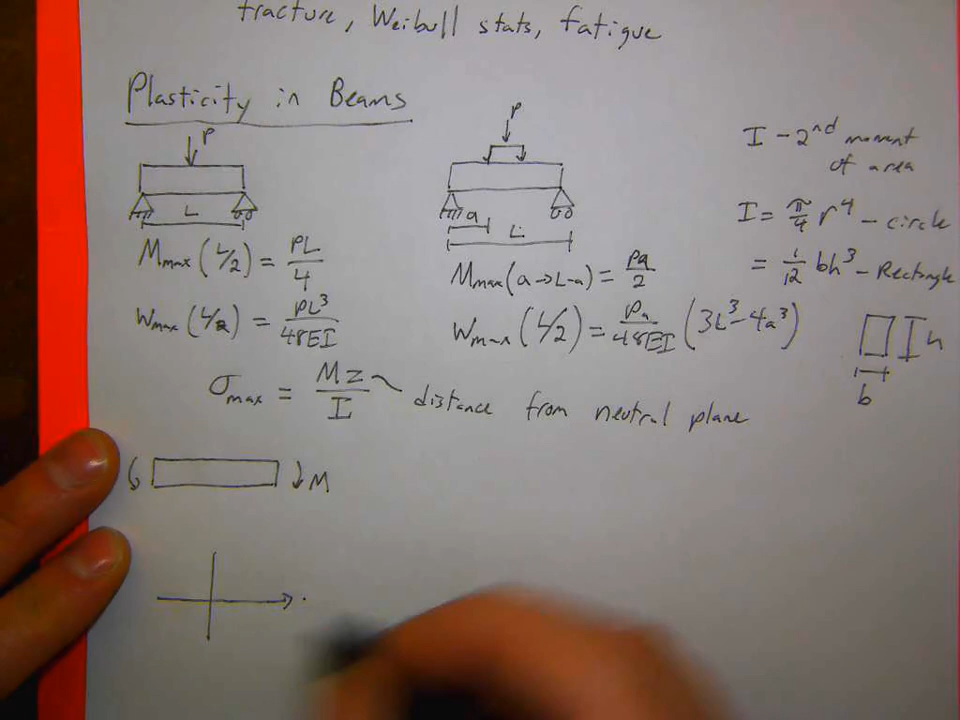 fracture, Weibull stats, fatigue
Plasticity in Beams
P
L
P
a
L
I - 2nd moment
of area
I = π/4 r⁴ - circle
= 1/12 bh³ - Rectangle
h
b
Mmax (L/2) = PL/4
Wmax (L/2) = PL³/48EI
Mmax (a→L-a) = Pa/2
Wmax (L/2) = Pa/48EI (3L³-4a³)
σmax = Mz/I distance from neutral plane
M